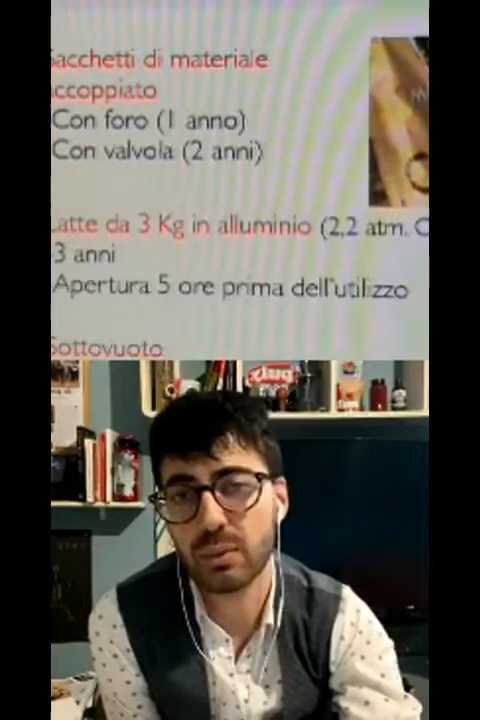 Sacchetti di materiale
accoppiato
Con foro (1 anno)
Con valvola (2 anni)
Latte da 3 Kg in alluminio (2,2 atm. C
-3 anni
Apertura 5 ore prima dell'utilizzo
Sottovuoto